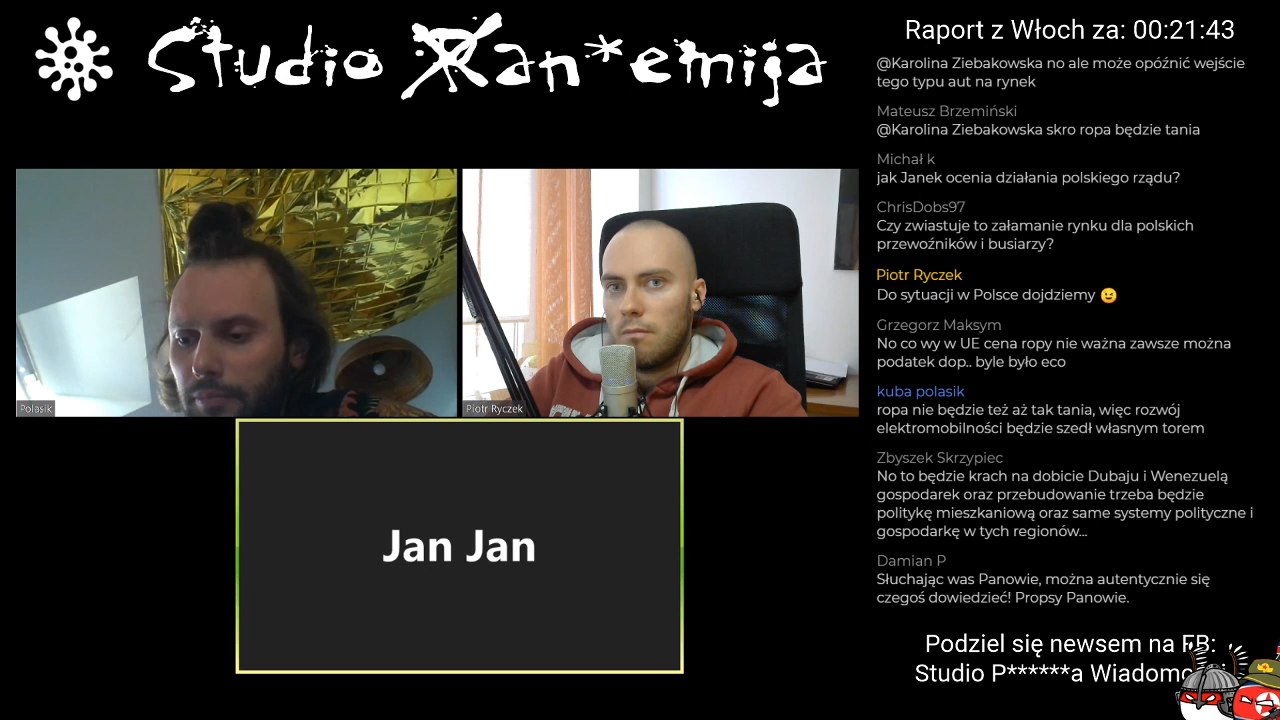 Studio Xan*emija
Polasik
Piotr Ryczek
Jan Jan
Raport z Włoch za: 00:21:43
@Karolina Ziebakowska no ale może opóźnić wejście
tego typu aut na rynek
Mateusz Brzemiński
@Karolina Ziebakowska skro ropa będzie tania
Michał k
jak Janek ocenia działania polskiego rządu?
ChrisDobs97
Czy zwiastuje to załamanie rynku dla polskich
przewoźników i busiarzy?
Piotr Ryczek
Do sytuacji w Polsce dojdziemy 😉
Grzegorz Maksym
No co wy w UE cena ropy nie ważna zawsze można
podatek dop.. byle było eco
kuba polasik
ropa nie będzie też aż tak tania, więc rozwój
elektromobilności będzie szedł własnym torem
Zbyszek Skrzypiec
No to będzie krach na dobicie Dubaju i Wenezuelą
gospodarek oraz przebudowanie trzeba będzie
politykę mieszkaniową oraz same systemy polityczne i
gospodarkę w tych regionów...
Damian P
Słuchając was Panowie, można autentycznie się
czegoś dowiedzieć! Propsy Panowie.
Podziel się newsem na FB:
Studio P******a